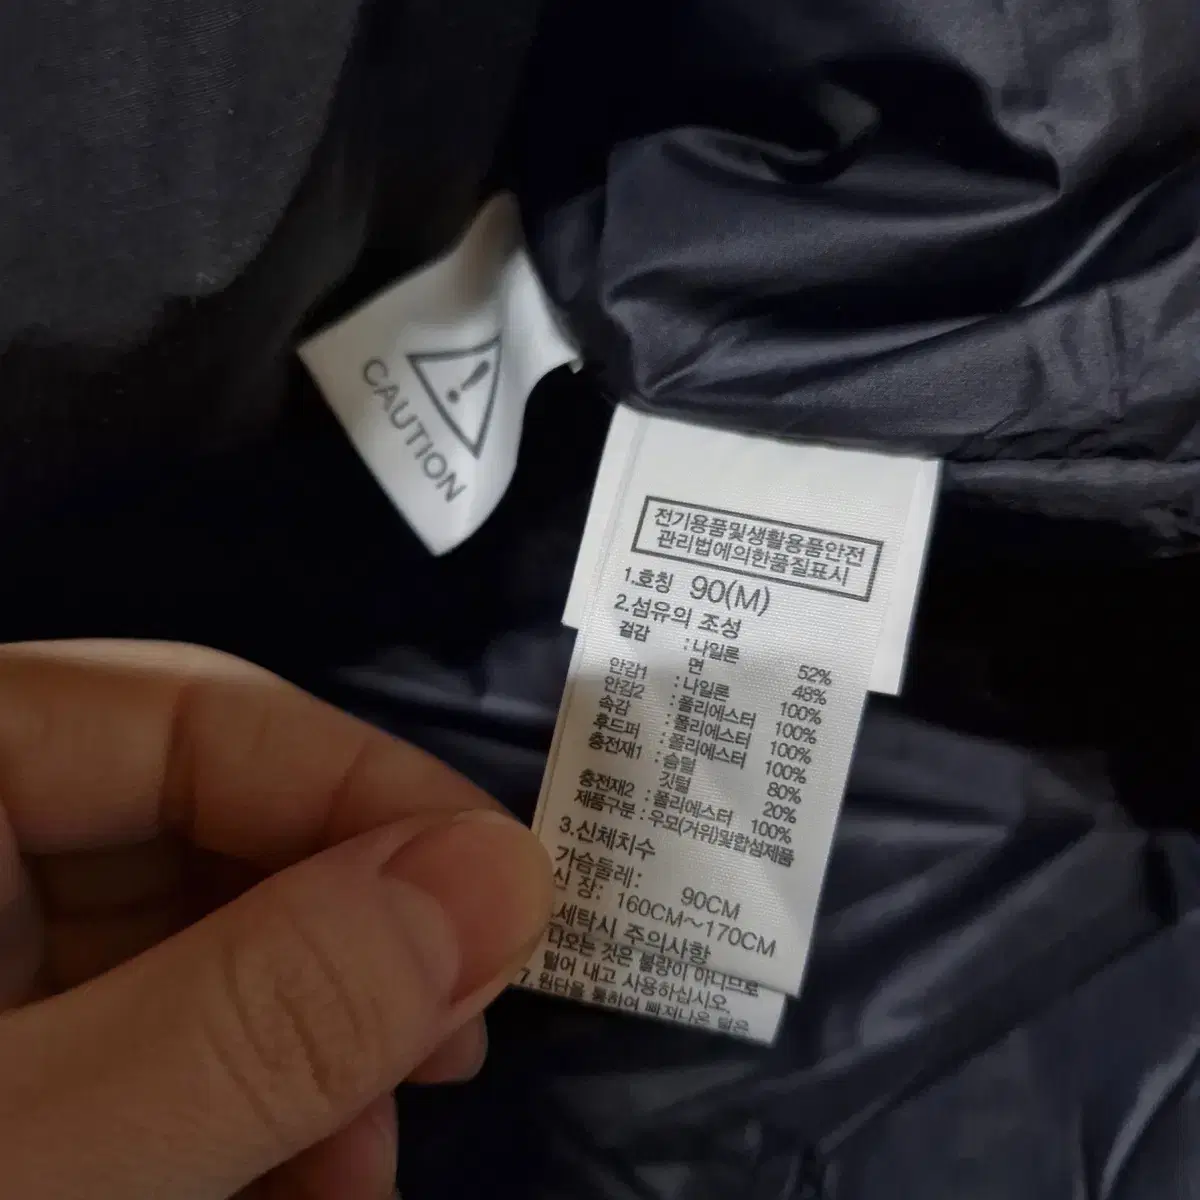 CAUTION
전기용품및생활용품안전
관리법에의한품질표시
1.호칭 90(M)
2.섬유의 조성
겉감 :나일론 52%
면 48%
안감1 :나일론 100%
안감2 :폴리에스터 100%
속감 :폴리에스터 100%
후드퍼 :폴리에스터 100%
충전재1 :솜털 80%
깃털 20%
충전재2 :폴리에스터 100%
제품구분 :우모(거위)및합섬제품
3.신체치수
가슴둘레: 90CM
신 장: 160CM~170CM
.세탁시 주의사항
나오는 것은 불량이 아니므로
털어 내고 사용하십시오.
7. 원단을 통하여 빠져나온 털은